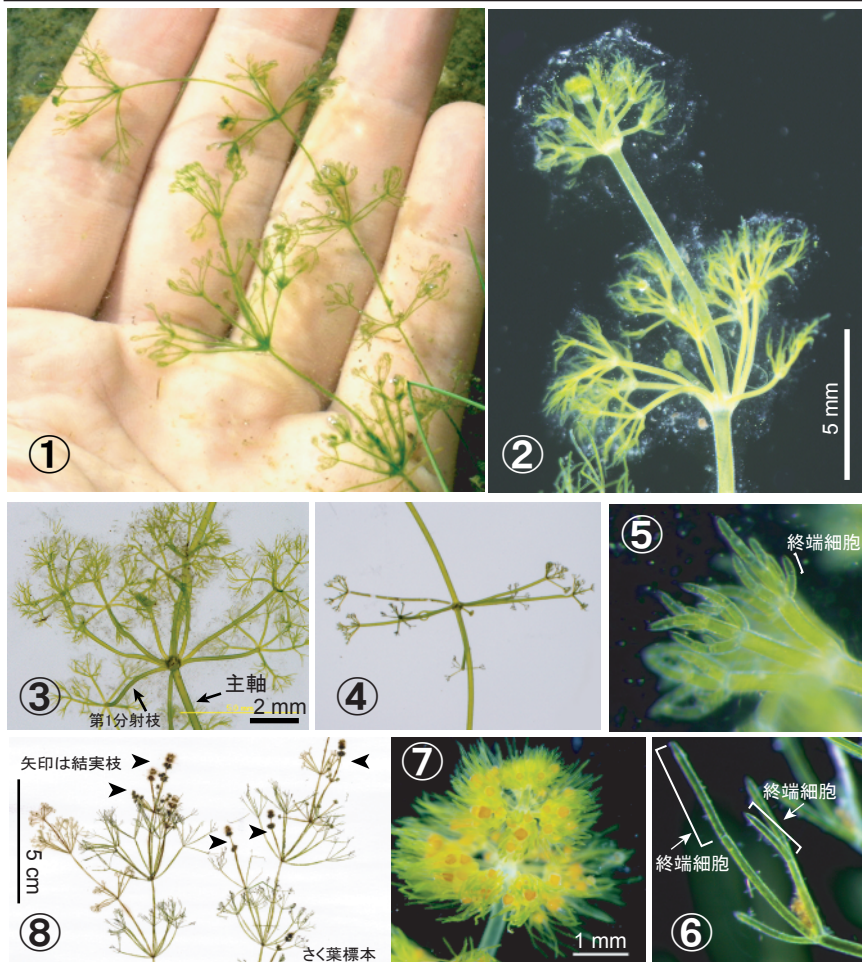 ①
②
5 mm
③
第1分射枝
主軸
2 mm
④
⑤
終端細胞
⑧
矢印は結実枝
5 cm
さく葉標本
⑦
1 mm
⑥
終端細胞
終端細胞